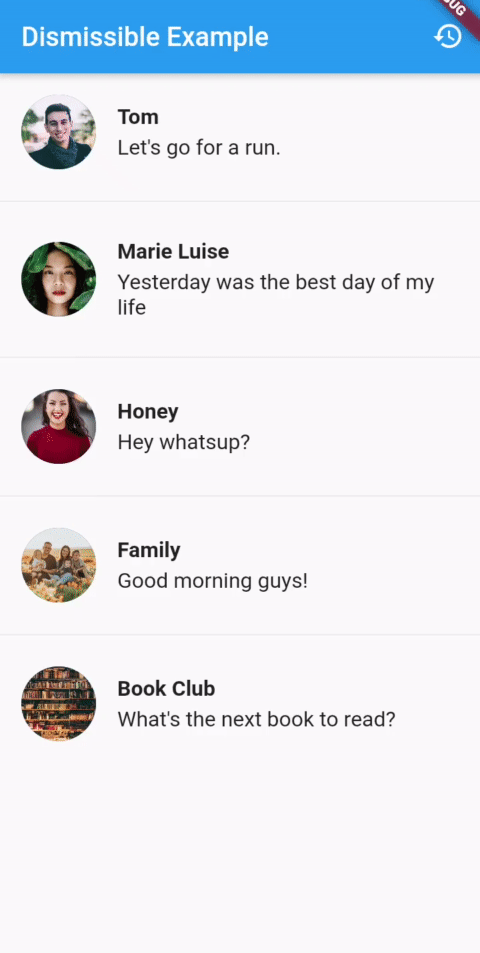 Dismissible Example
Tom
Let's go for a run.
Marie Luise
Yesterday was the best day of my
life
Honey
Hey whatsup?
Family
Good morning guys!
Book Club
What's the next book to read?